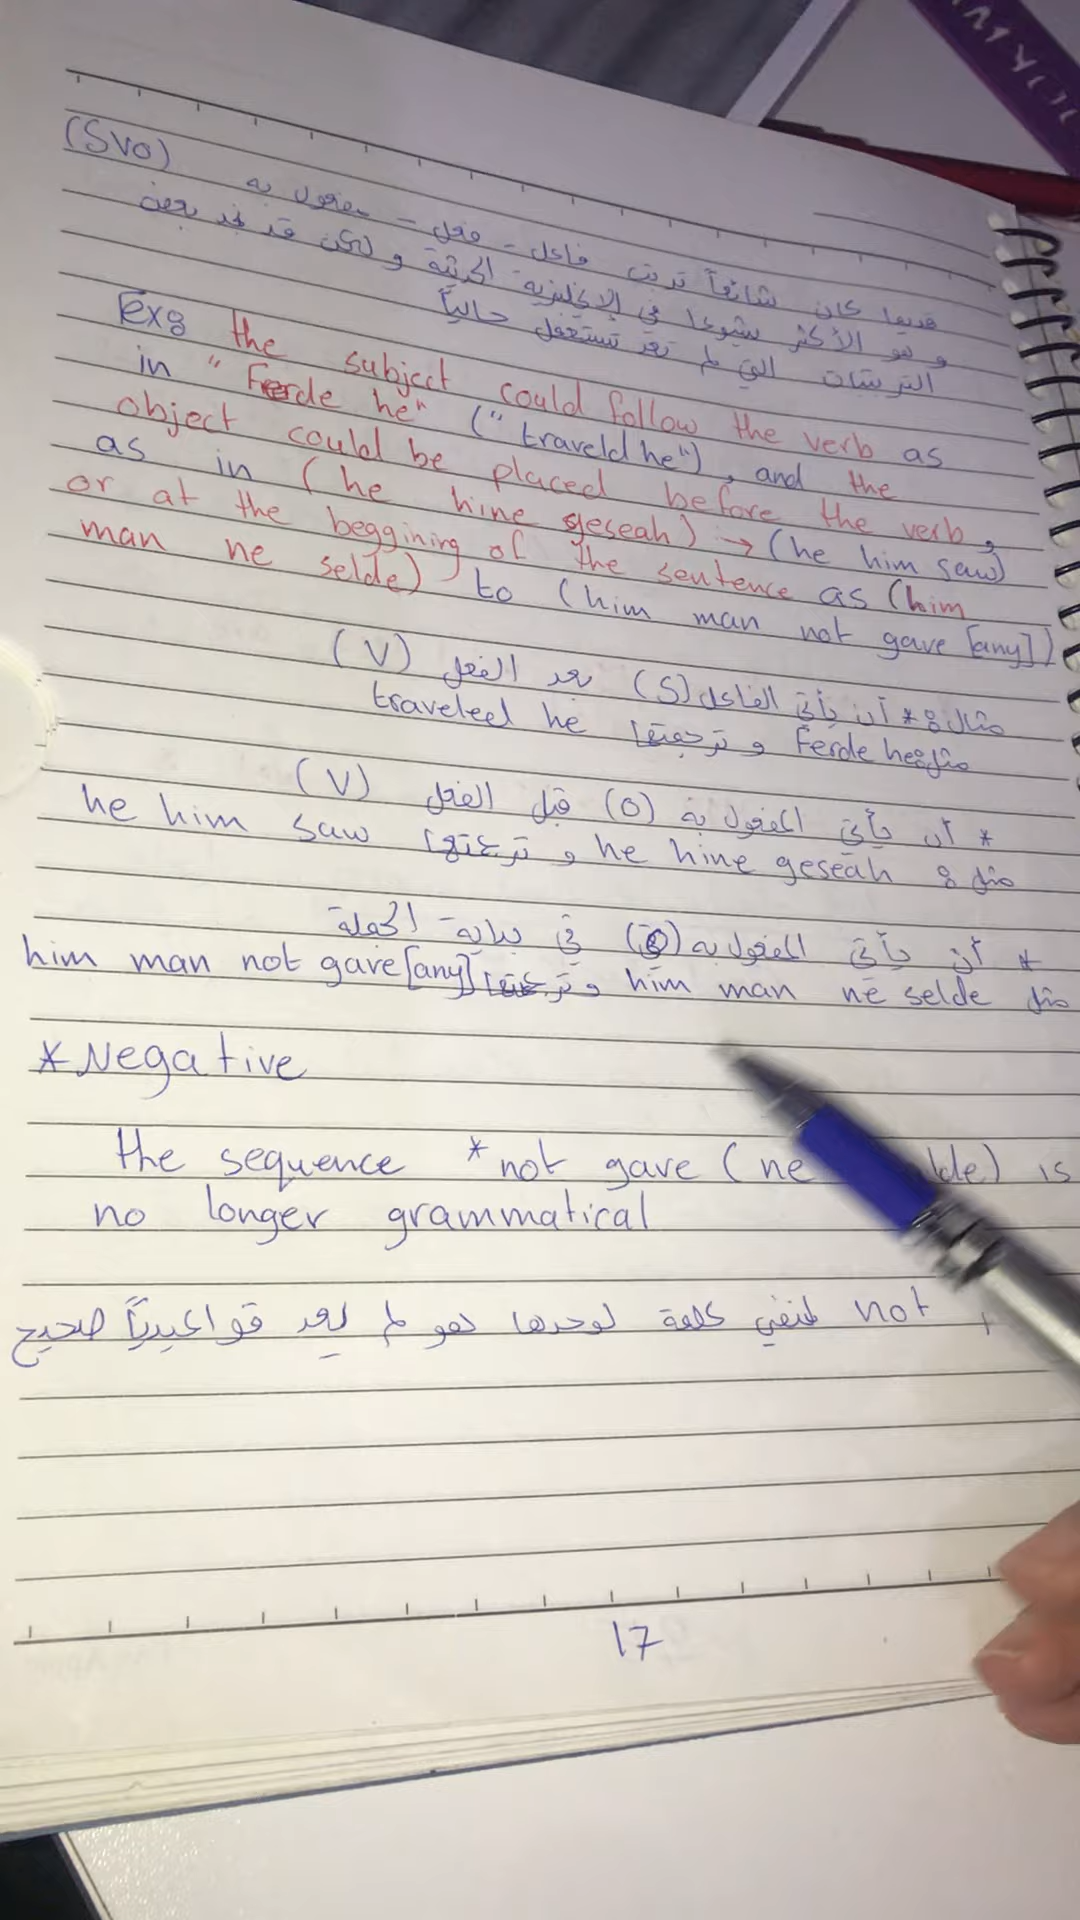 قديما كان شائعاً ترتيب فاعل - فعل - مفعول به (SVO)
و هو الأكثر شيوعا في الإنجليزية الحديثة و لكن قد نجد بعض
الترتيبات التي لم تعد تستعمل حالياً
Ex: the subject could follow the verb as
in "Ferde he" ("traveld he"), and the
object could be placed before the verb,
as in (he hine geseah) → (he him saw)
or at the beggining of the sentence as (him
man ne selde) to (him man not gave [any])
مثال: * أن يأتي الفاعل (S) بعد الفعل (V)
مثل: Ferde he و ترجمتها traveled he
* أن يأتي المفعول به (O) قبل الفعل (V)
مثل: he hine geseah و ترجمتها he him saw
* أن يأتي المفعول به (O) في بداية الجملة
مثل him man ne selde و ترجمتها him man not gave [any]
* Negative
the sequence *not gave (ne lde) is
no longer grammatical
not لنفي كلمة لوحدها هو لم يعد قواعدياً صحيح
17